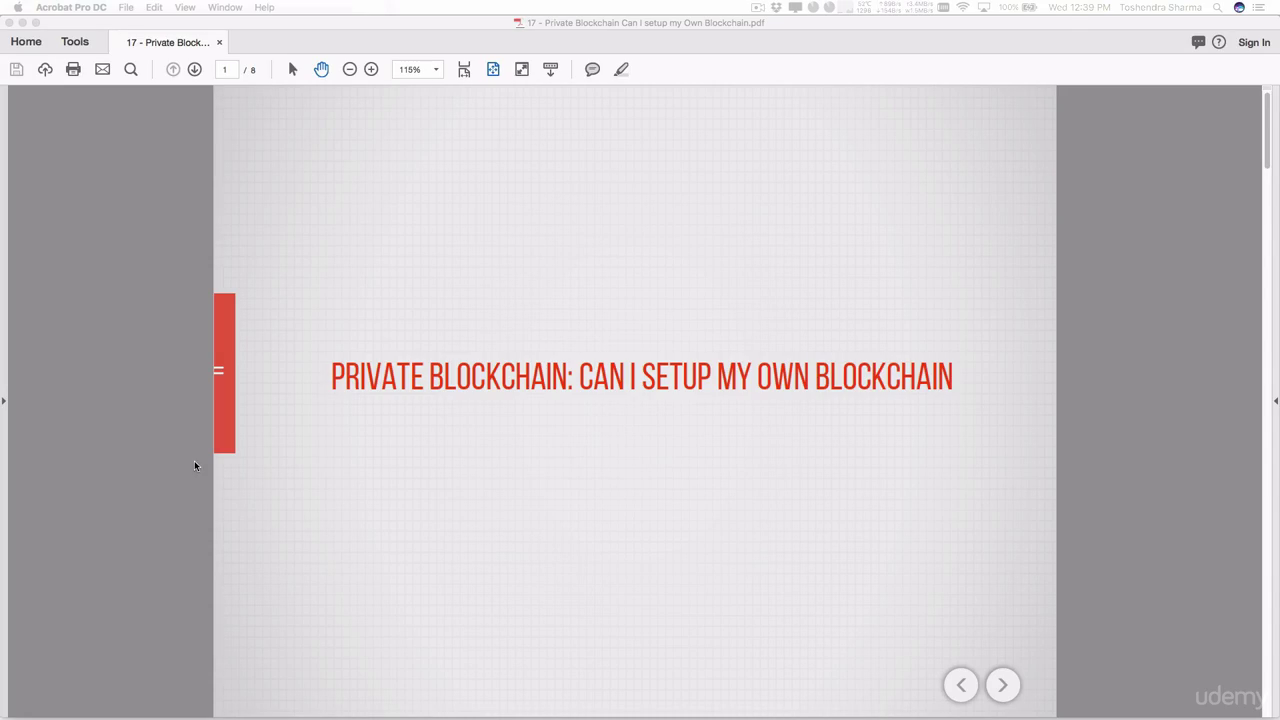 Acrobat Pro DC File Edit View Window Help 100% Wed 12:39 PM Toshendra Sharma
17 - Private Blockchain Can I setup my Own Blockchain.pdf
Home Tools 17 - Private Block... × Sign In
1 / 8 115%
PRIVATE BLOCKCHAIN: CAN I SETUP MY OWN BLOCKCHAIN
udemy